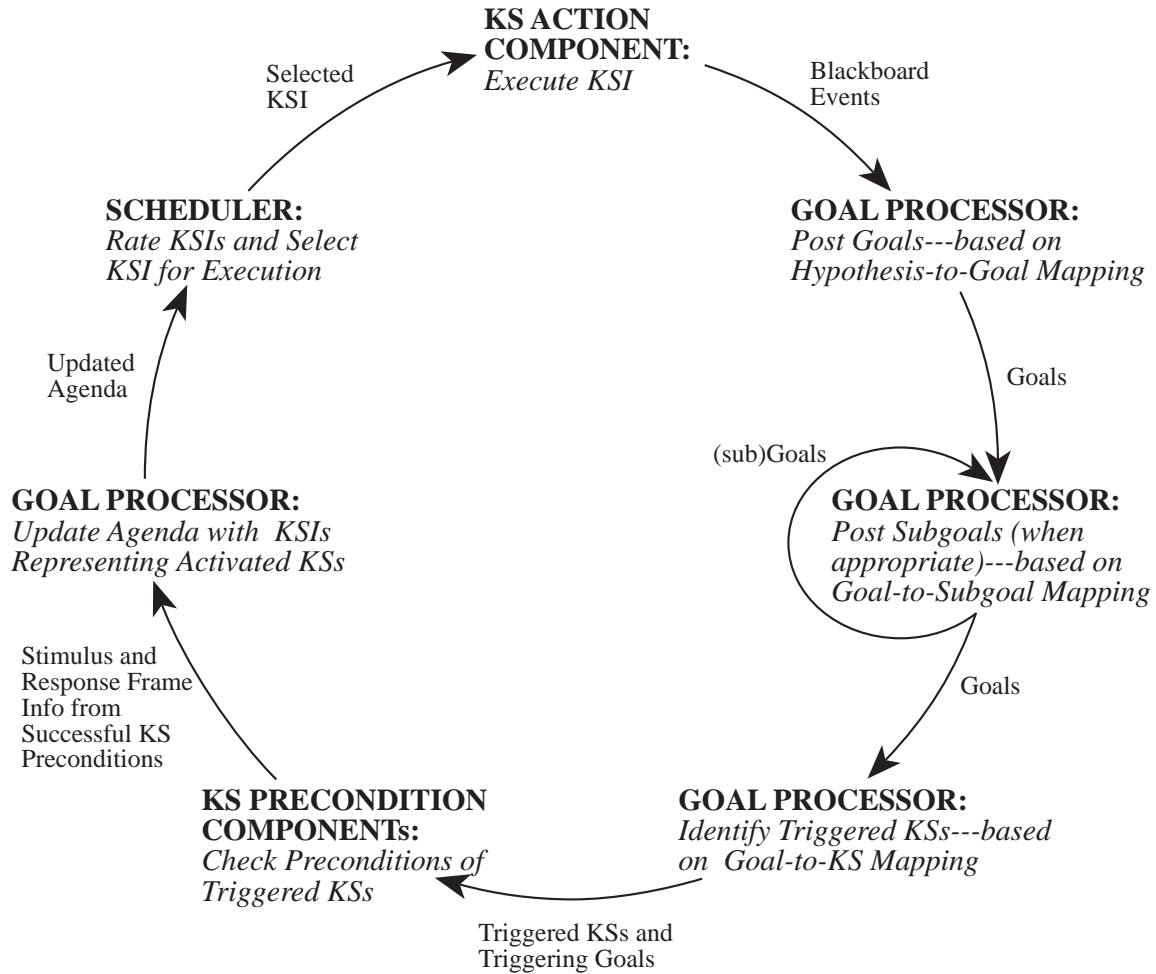 KS ACTION
COMPONENT:
Execute KSI
Blackboard
Events
GOAL PROCESSOR:
Post Goals---based on
Hypothesis-to-Goal Mapping
Goals
(sub)Goals
GOAL PROCESSOR:
Post Subgoals (when
appropriate)---based on
Goal-to-Subgoal Mapping
Goals
GOAL PROCESSOR:
Identify Triggered KSs---based
on Goal-to-KS Mapping
Triggered KSs and
Triggering Goals
KS PRECONDITION
COMPONENTs:
Check Preconditions of
Triggered KSs
Stimulus and
Response Frame
Info from
Successful KS
Preconditions
GOAL PROCESSOR:
Update Agenda with KSIs
Representing Activated KSs
Updated
Agenda
SCHEDULER:
Rate KSIs and Select
KSI for Execution
Selected
KSI